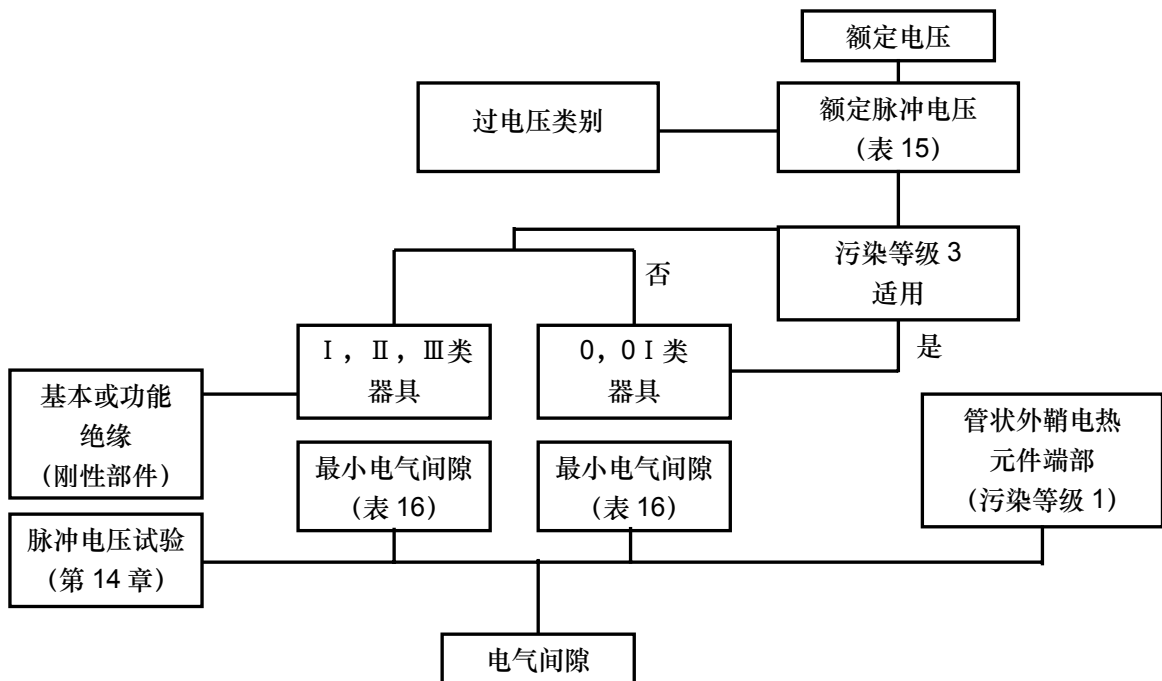 额定电压
过电压类别
额定脉冲电压
（表 15）
污染等级 3
适用
否
是
Ⅰ，Ⅱ，Ⅲ类
器具
0，0Ⅰ类
器具
基本或功能
绝缘
（刚性部件）
管状外鞘电热
元件端部
（污染等级 1）
最小电气间隙
（表 16）
最小电气间隙
（表 16）
脉冲电压试验
（第 14 章）
电气间隙